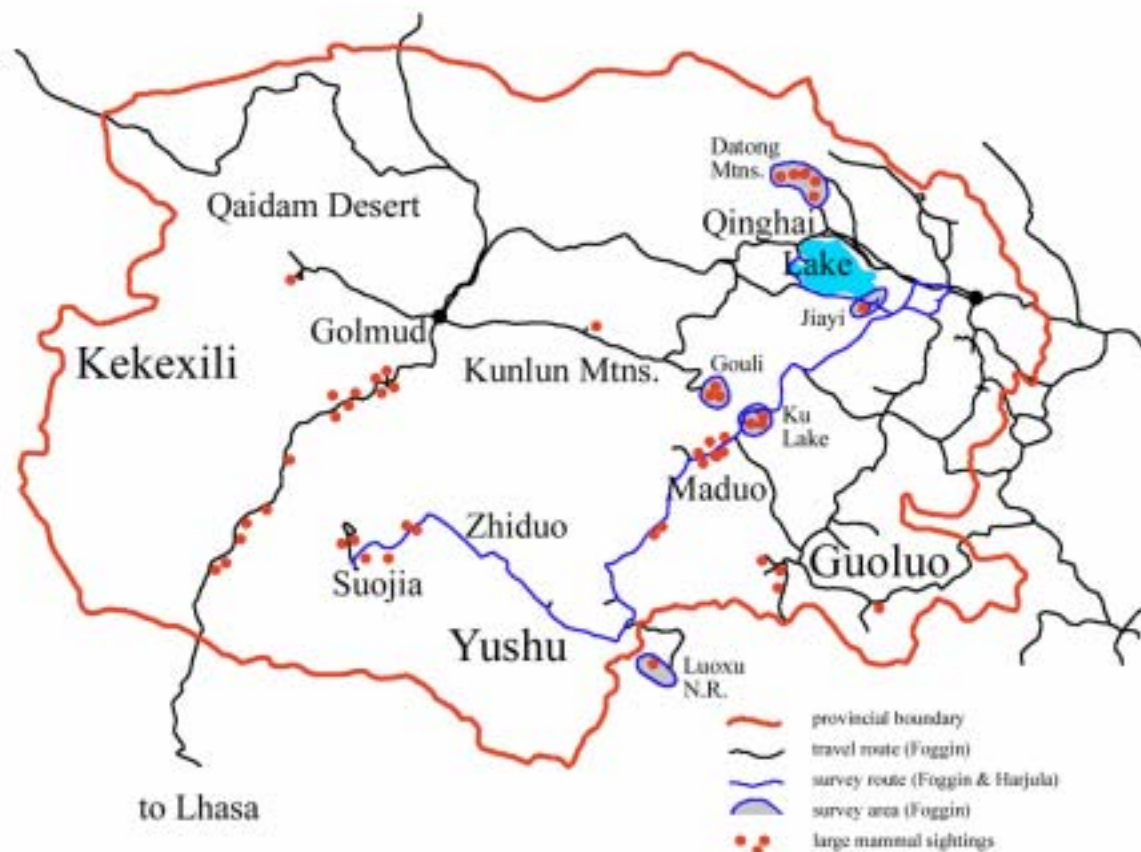 Datong
Mtns.
Qaidam Desert
Qinghai
Lake
Jiayi
Golmud
Kekexili
Kunlun Mtns.
Gouli
Ku
Lake
Maduo
Zhiduo
Suojia
Guoluo
Yushu
Luoxu
N.R.
provincial boundary
travel route (Foggin)
survey route (Foggin & Harjula)
survey area (Foggin)
large mammal sightings
to Lhasa